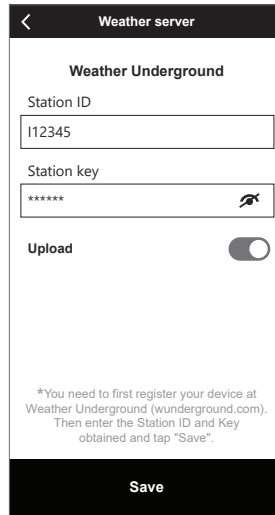 Weather server
Weather Underground
Station ID
I12345
Station key
******
Upload
*You need to first register your device at
Weather Underground (wunderground.com).
Then enter the Station ID and Key
obtained and tap "Save".
Save